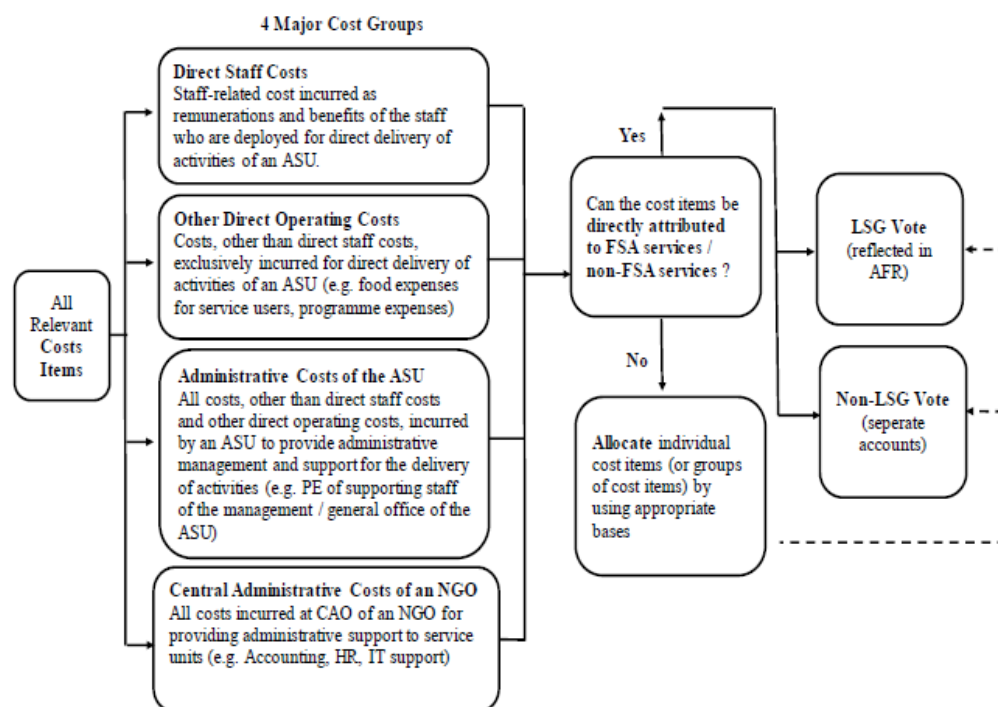 4 Major Cost Groups
Direct Staff Costs
Staff-related cost incurred as
remunerations and benefits of the staff
who are deployed for direct delivery of
activities of an ASU.
Other Direct Operating Costs
Costs, other than direct staff costs,
exclusively incurred for direct delivery of
activities of an ASU (e.g. food expenses
for service users, programme expenses)
All
Relevant
Costs
Items
Administrative Costs of the ASU
All costs, other than direct staff costs
and other direct operating costs, incurred
by an ASU to provide administrative
management and support for the delivery
of activities (e.g. PE of supporting staff
of the management / general office of the
ASU)
Central Administrative Costs of an NGO
All costs incurred at CAO of an NGO for
providing administrative support to service
units (e.g. Accounting, HR, IT support)
Yes
Can the cost items be
directly attributed
to FSA services /
non-FSA services ?
No
Allocate individual
cost items (or groups
of cost items) by
using appropriate
bases
LSG Vote
(reflected in
AFR)
Non-LSG Vote
(seperate
accounts)